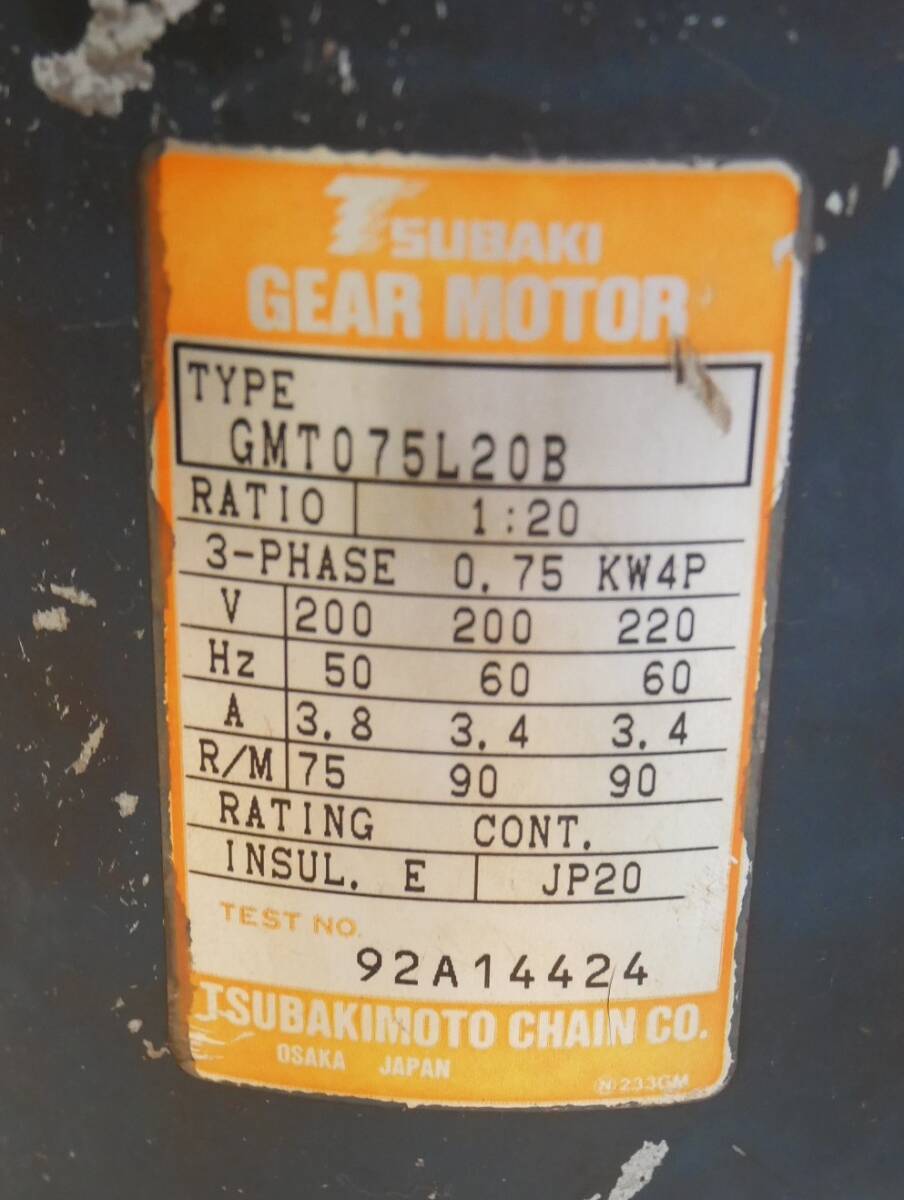 TSUBAKI
GEAR MOTOR
TYPE
GMT075L20B
RATIO 1:20
3-PHASE 0.75 KW4P
V 200 200 220
Hz 50 60 60
A 3.8 3.4 3.4
R/M 75 90 90
RATING CONT.
INSUL. E JP20
TEST NO.
92A14424
TSUBAKIMOTO CHAIN CO.
OSAKA JAPAN
Ⓝ233GM